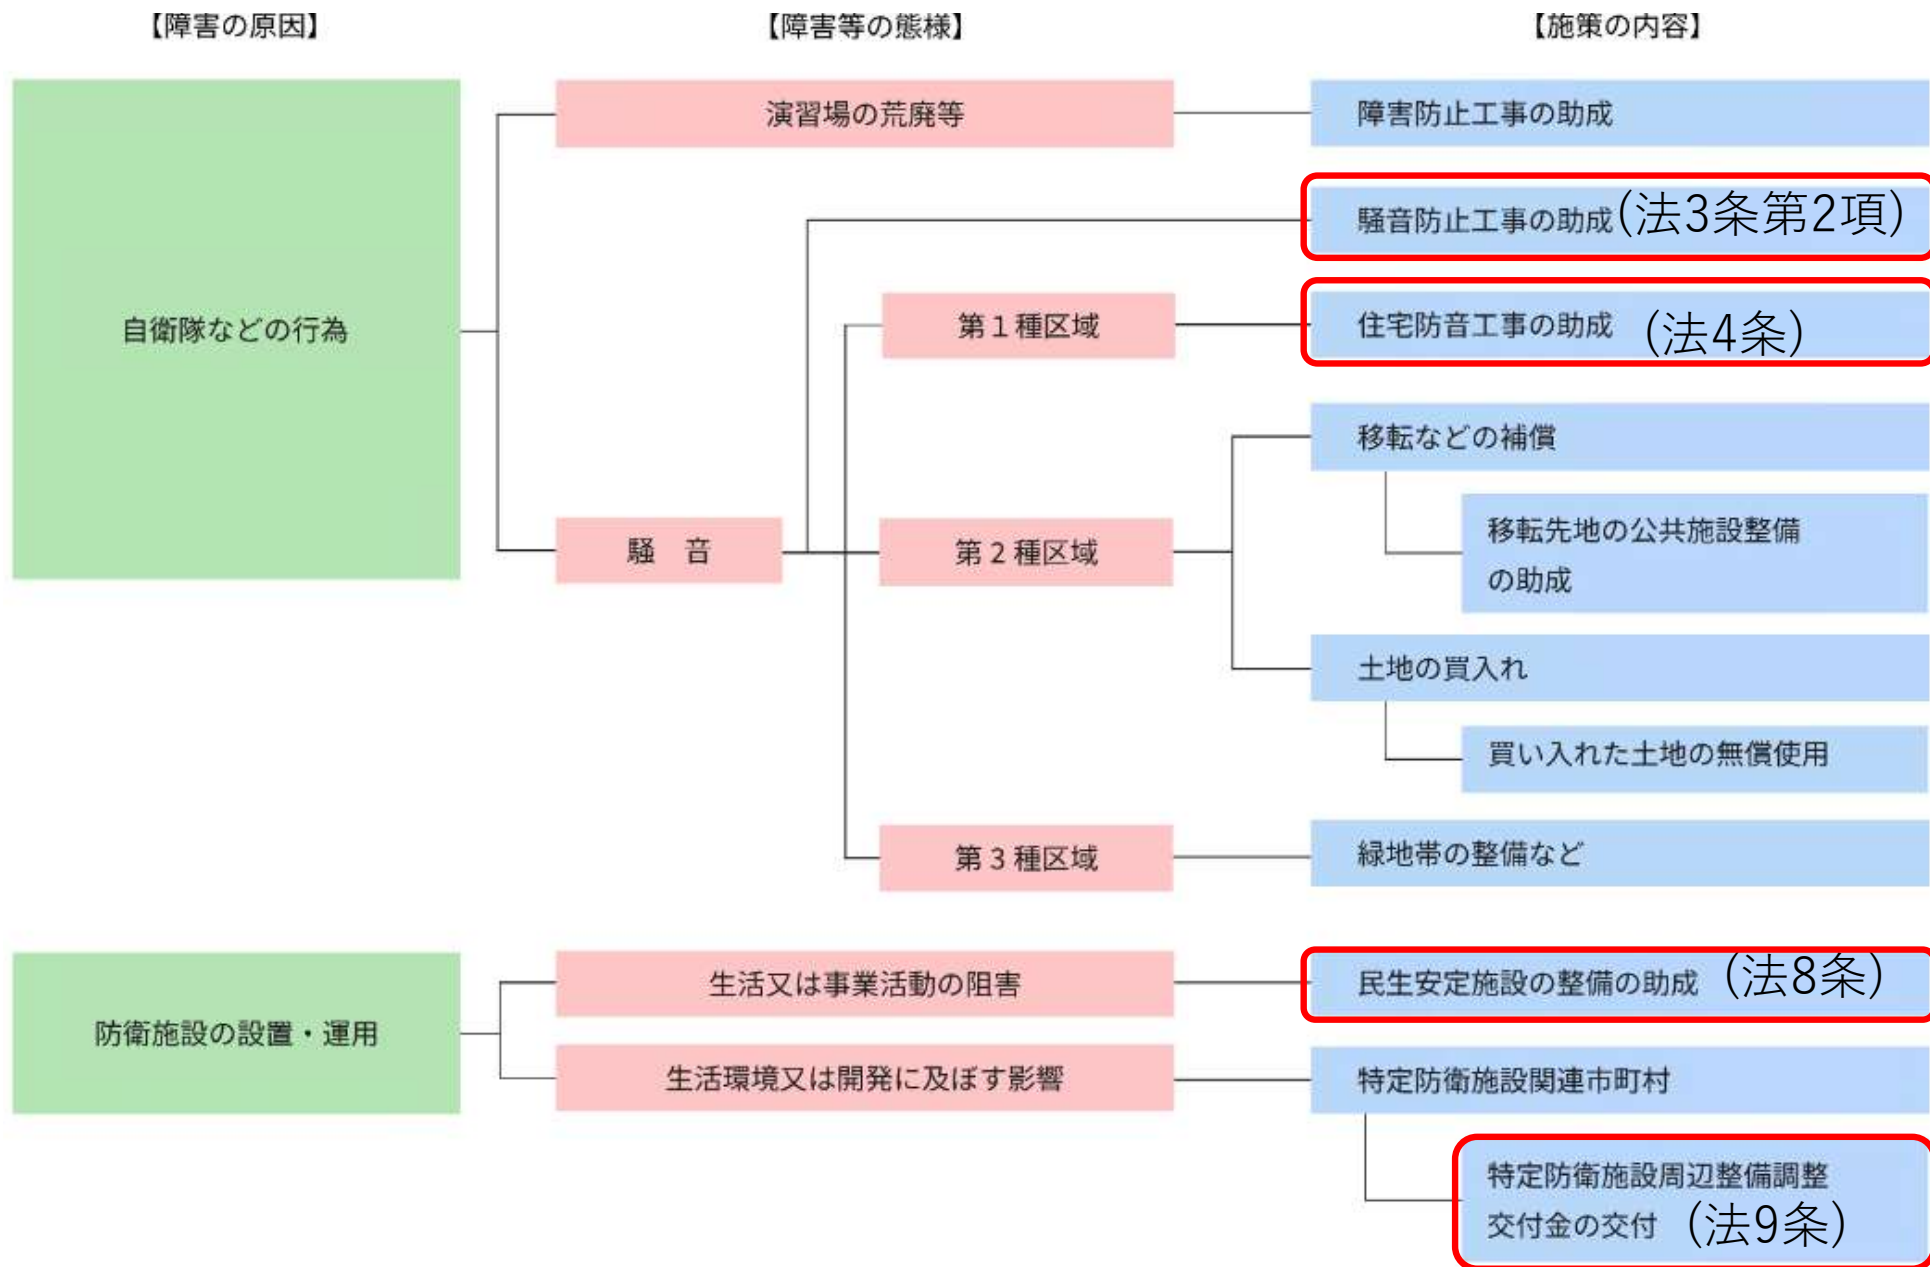 【障害の原因】
【障害等の態様】
【施策の内容】
自衛隊などの行為
演習場の荒廃等
障害防止工事の助成
騒音防止工事の助成(法3条第2項)
第1種区域
住宅防音工事の助成 (法4条)
移転などの補償
移転先地の公共施設整備
の助成
騒 音
第2種区域
土地の買入れ
買い入れた土地の無償使用
第3種区域
緑地帯の整備など
防衛施設の設置・運用
生活又は事業活動の阻害
民生安定施設の整備の助成 (法8条)
生活環境又は開発に及ぼす影響
特定防衛施設関連市町村
特定防衛施設周辺整備調整
交付金の交付 (法9条)